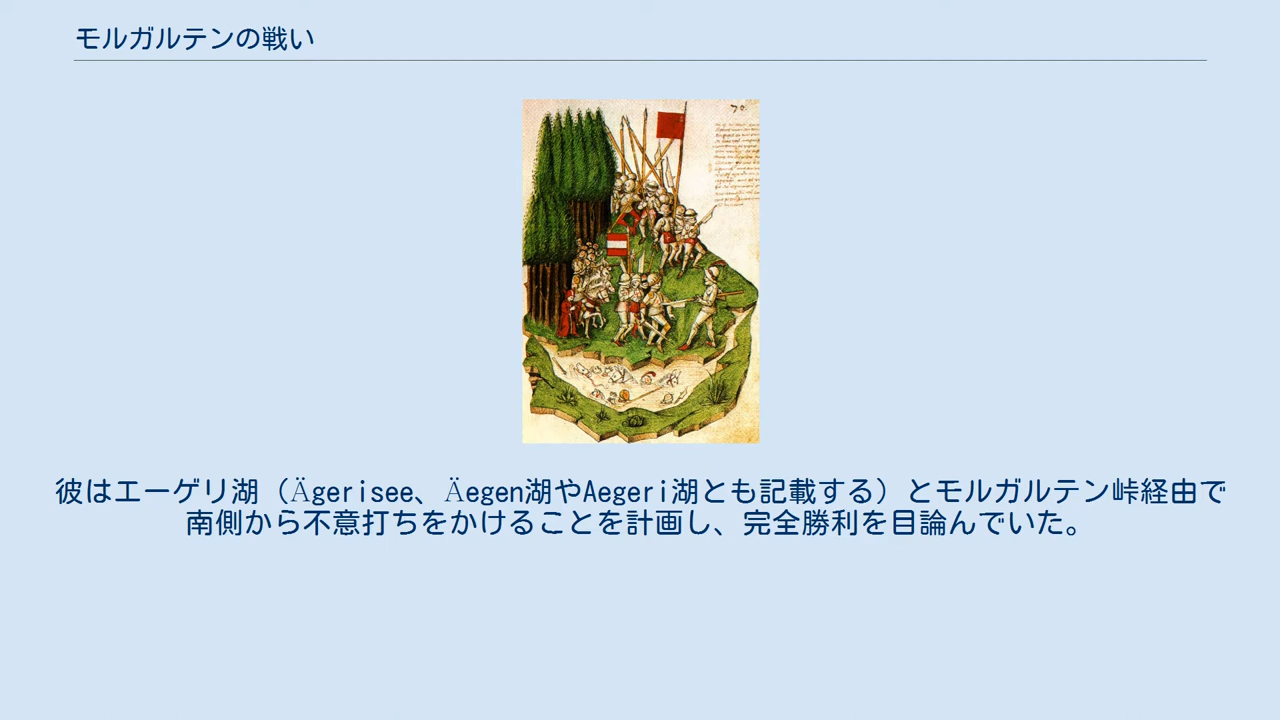 モルガルテンの戦い
彼はエーゲリ湖（Ägerisee、Äegen湖やAegeri湖とも記載する）とモルガルテン峠経由で
南側から不意打ちをかけることを計画し、完全勝利を目論んでいた。